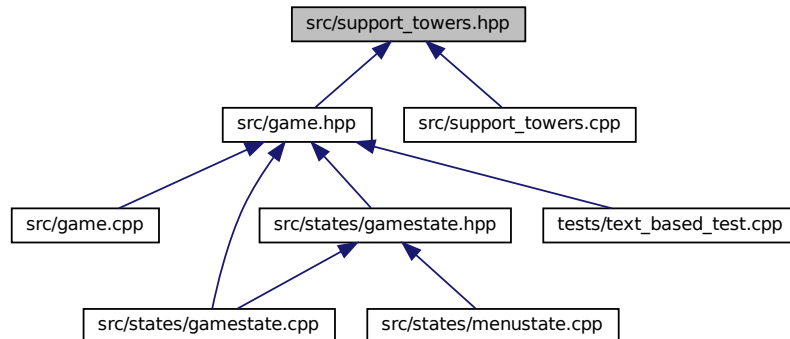 src/support_towers.hpp
src/game.hpp
src/support_towers.cpp
src/game.cpp
src/states/gamestate.hpp
tests/text_based_test.cpp
src/states/gamestate.cpp
src/states/menustate.cpp